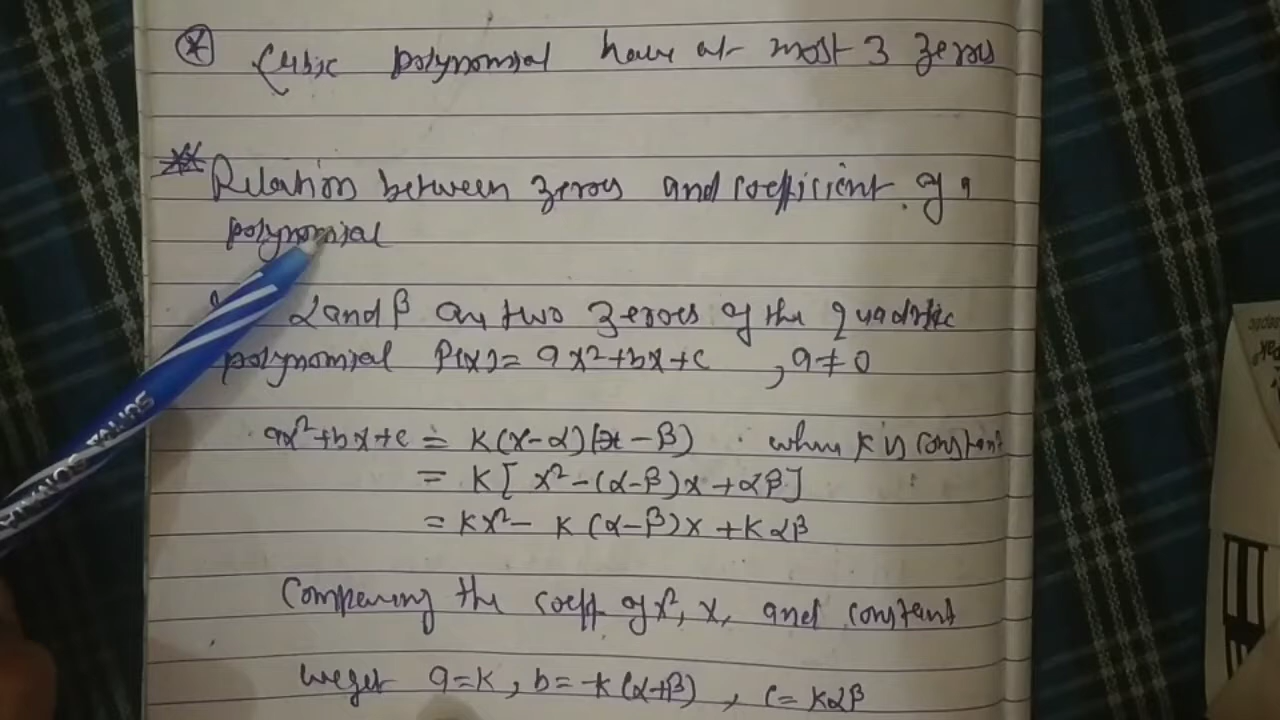 * Cubic polynomial have at most 3 zeros
** Relation between zeros and coefficient of a
polynomial
α and β are two zeroes of the quadratic
polynomial P(x) = ax²+bx+c , a ≠ 0
ax²+bx+c = K(x-α)(x-β) where K is constant
= K[ x²-(α-β)x+αβ]
= Kx² - K(α-β)x + Kαβ
Comparing the coeff of x², x, and constant
we get a=K, b= -K(α+β) , c= Kαβ